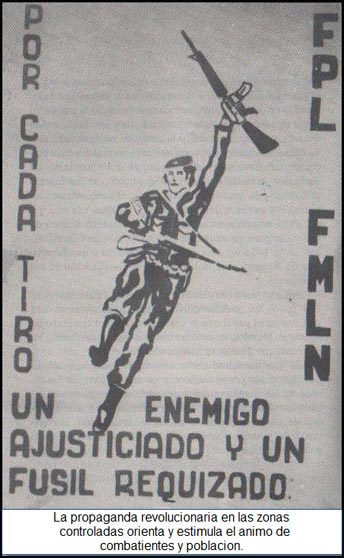 POR CADA TIRO
FPL FMLN
UN ENEMIGO
AJUSTICIADO Y UN
FUSIL REQUIZADO.
La propaganda revolucionaria en las zonas
controladas orienta y estimula el animo de
combatientes y poblacion.